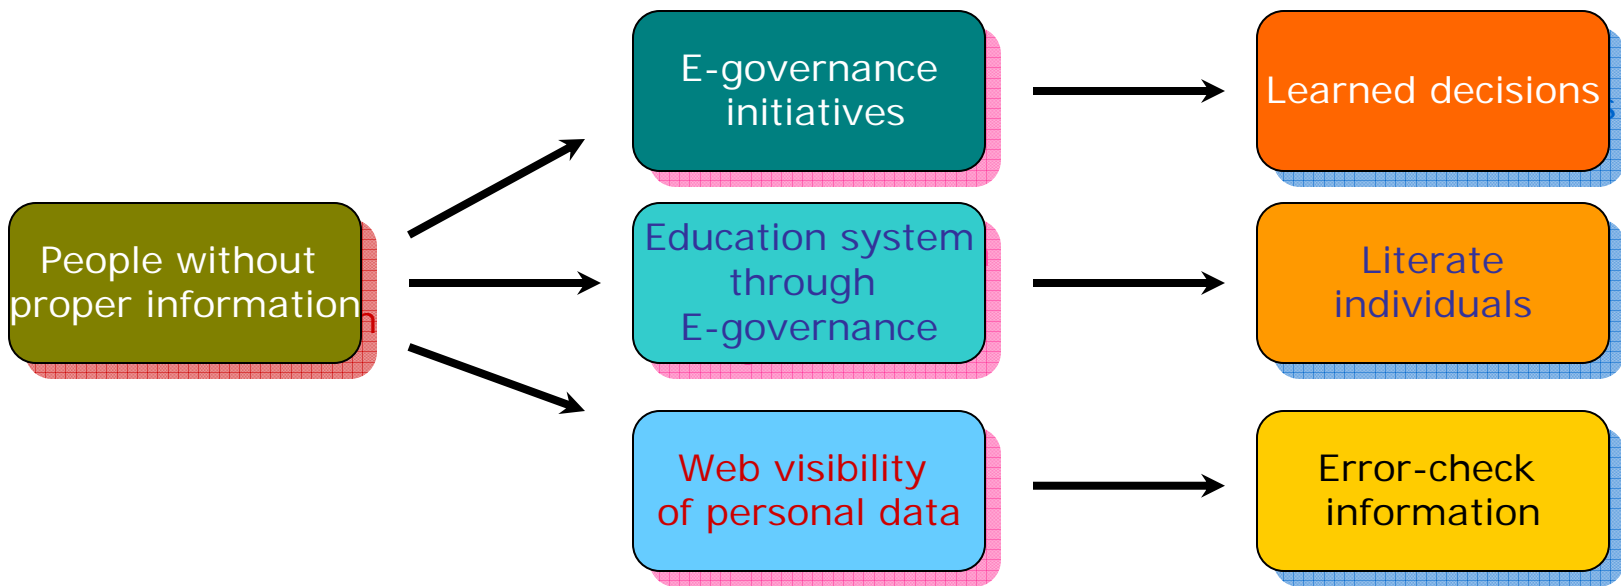 E-governance
initiatives
Learned decisions
People without
proper information
Education system
through
E-governance
Literate
individuals
Web visibility
of personal data
Error-check
information